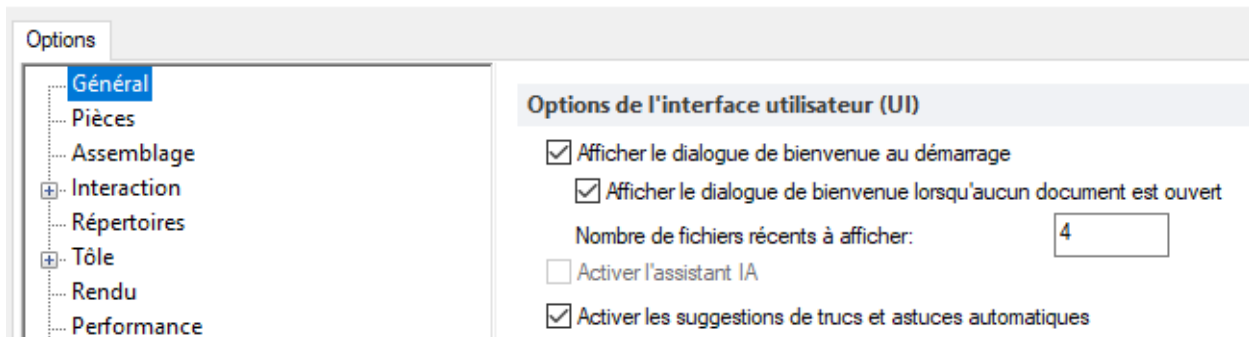 Options
Général
Pièces
Assemblage
Interaction
Répertoires
Tôle
Rendu
Performance
Options de l'interface utilisateur (UI)
Afficher le dialogue de bienvenue au démarrage
Afficher le dialogue de bienvenue lorsqu'aucun document est ouvert
Nombre de fichiers récents à afficher: 4
Activer l'assistant IA
Activer les suggestions de trucs et astuces automatiques